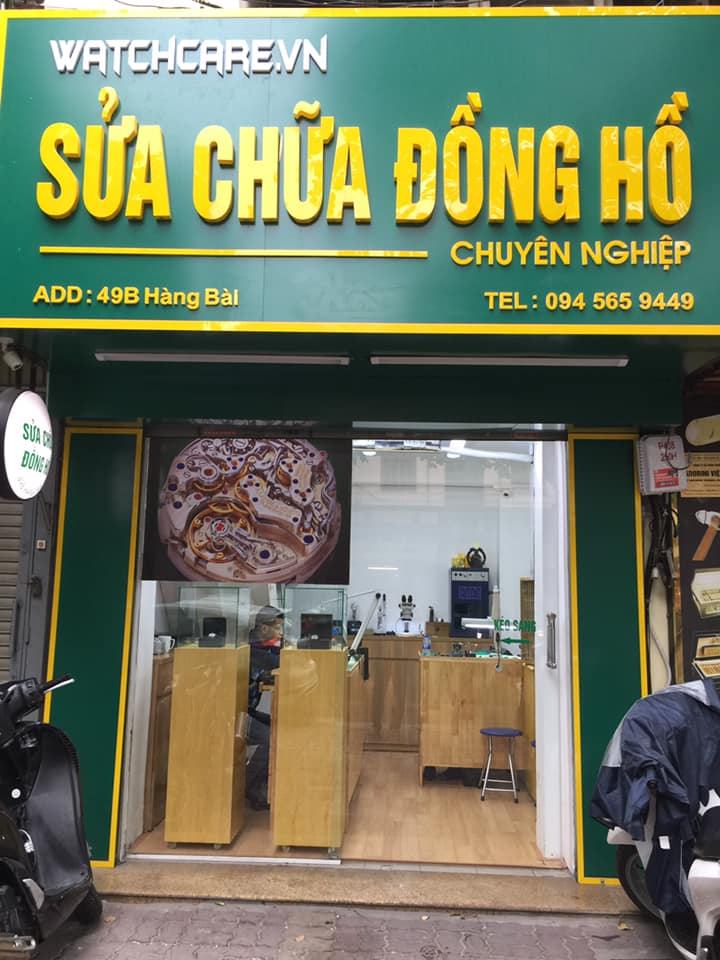 WATCHCARE.VN
SỬA CHỮA ĐỒNG HỒ
CHUYÊN NGHIỆP
ADD : 49B Hàng Bài
TEL : 094 565 9449
SỬA
ĐỒNG
KÉO SANG
P408